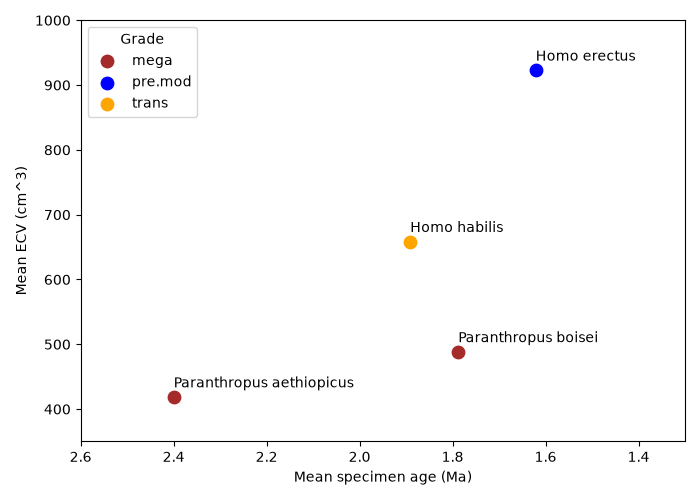 Grade
mega
pre.mod
trans
Homo erectus
Homo habilis
Paranthropus boisei
Paranthropus aethiopicus
Mean ECV (cm^3)
1000
900
800
700
600
500
400
2.6 2.4 2.2 2.0 1.8 1.6 1.4
Mean specimen age (Ma)